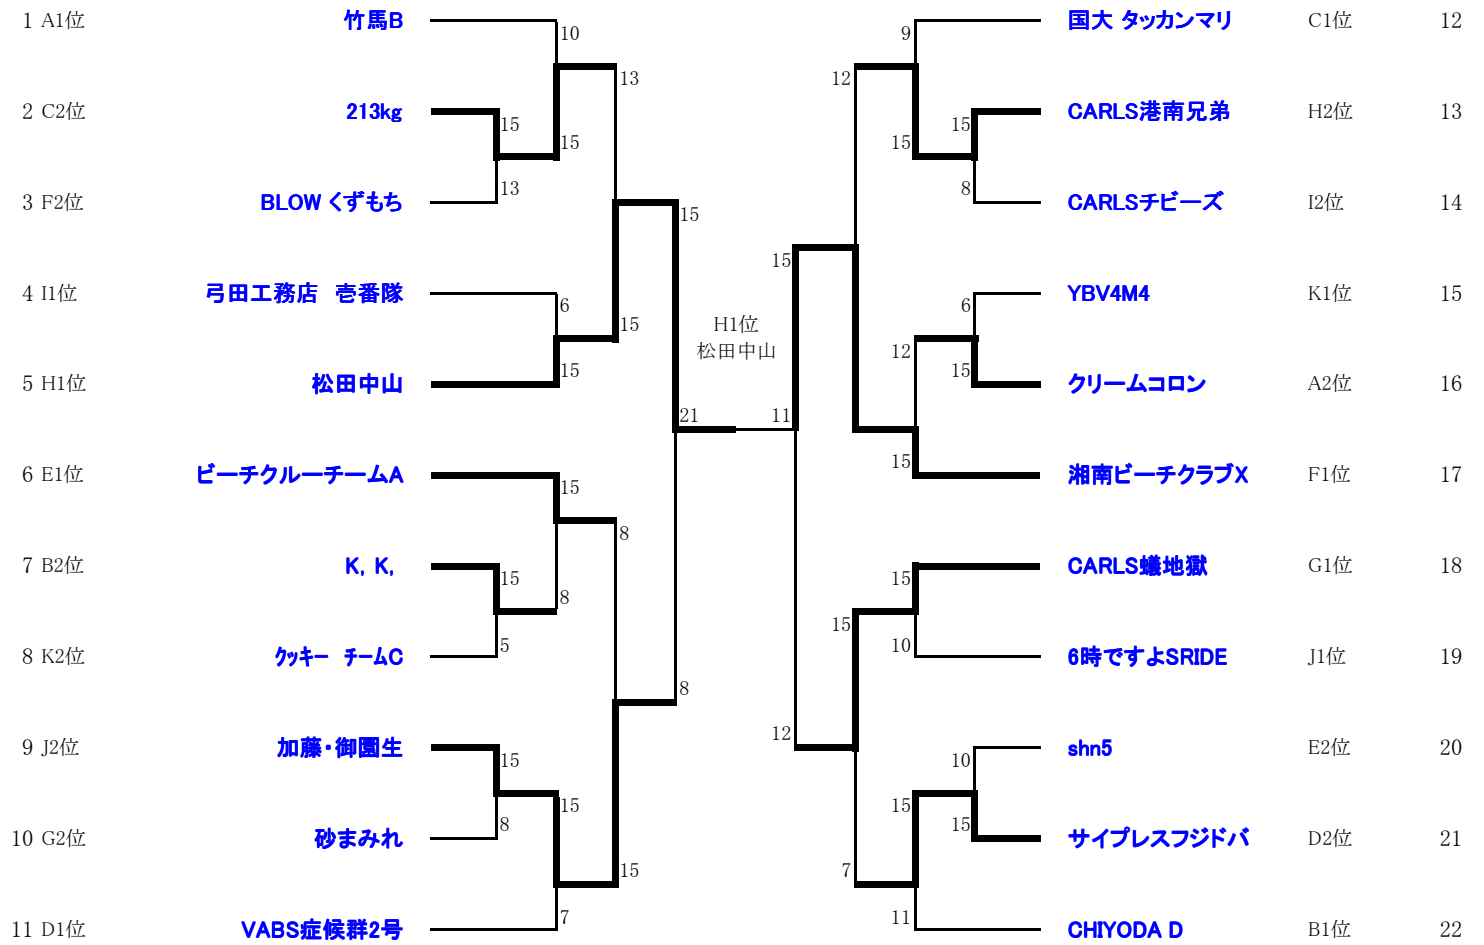 1 A1位 竹馬B 10 9 国大 タッカンマリ C1位 12
13 12
2 C2位 213kg 15 15 15 15 CARLS港南兄弟 H2位 13
3 F2位 BLOW くずもち 13 8 CARLSチビーズ I2位 14
15
15
4 I1位 弓田工務店 壱番隊 6 6 YBV4M4 K1位 15
15 H1位
松田中山 12
5 H1位 松田中山 15 15 クリームコロン A2位 16
21 11
6 E1位 ビーチクルーチームA 15 15 湘南ビーチクラブX F1位 17
8
7 B2位 K, K, 15 8 15 CARLS蟻地獄 G1位 18
15
8 K2位 クッキー チームC 5 10 6時ですよSRIDE J1位 19
8
12
9 J2位 加藤・御園生 15 10 shn5 E2位 20
15 15
10 G2位 砂まみれ 8 15 サイプレスフジドバ D2位 21
15 7
11 D1位 VABS症候群2号 7 11 CHIYODA D B1位 22